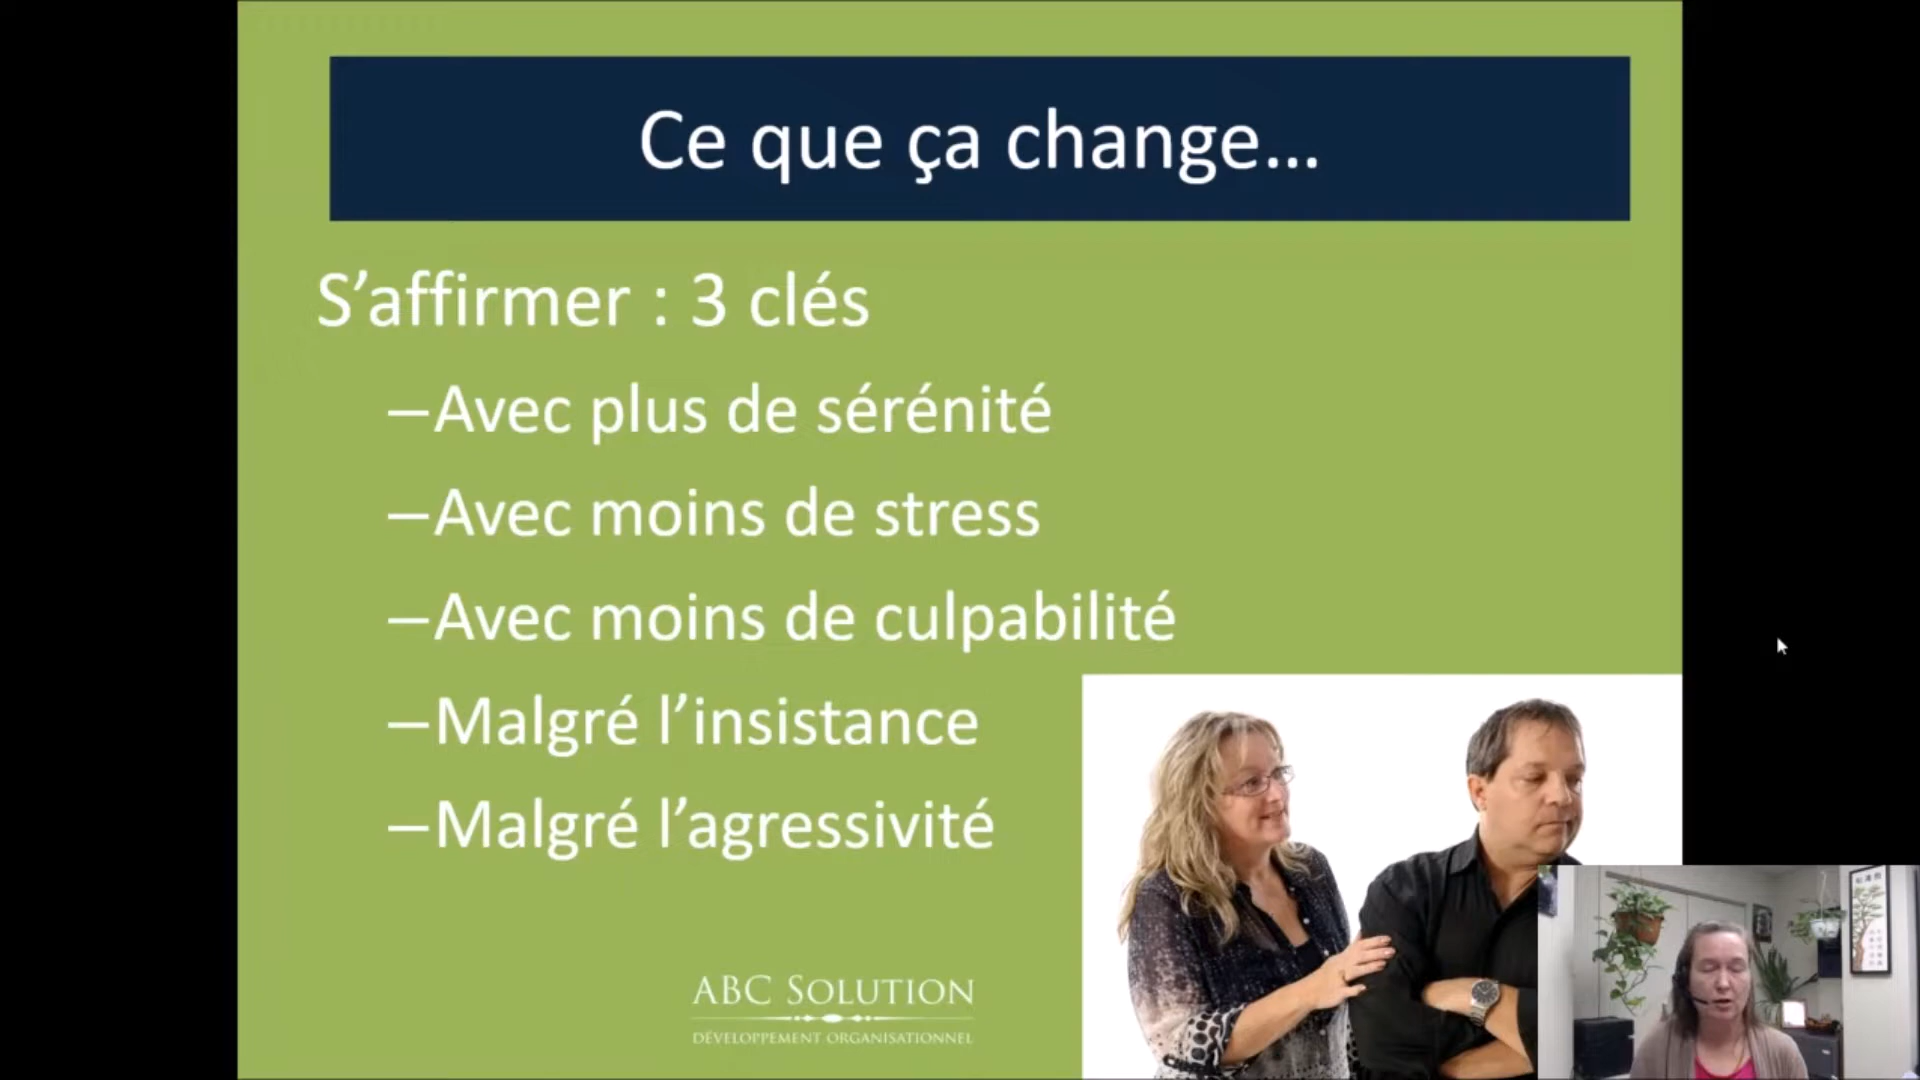 Ce que ça change...
S’affirmer : 3 clés
–Avec plus de sérénité
–Avec moins de stress
–Avec moins de culpabilité
–Malgré l’insistance
–Malgré l’agressivité
ABC SOLUTION
DÉVELOPPEMENT ORGANISATIONNEL